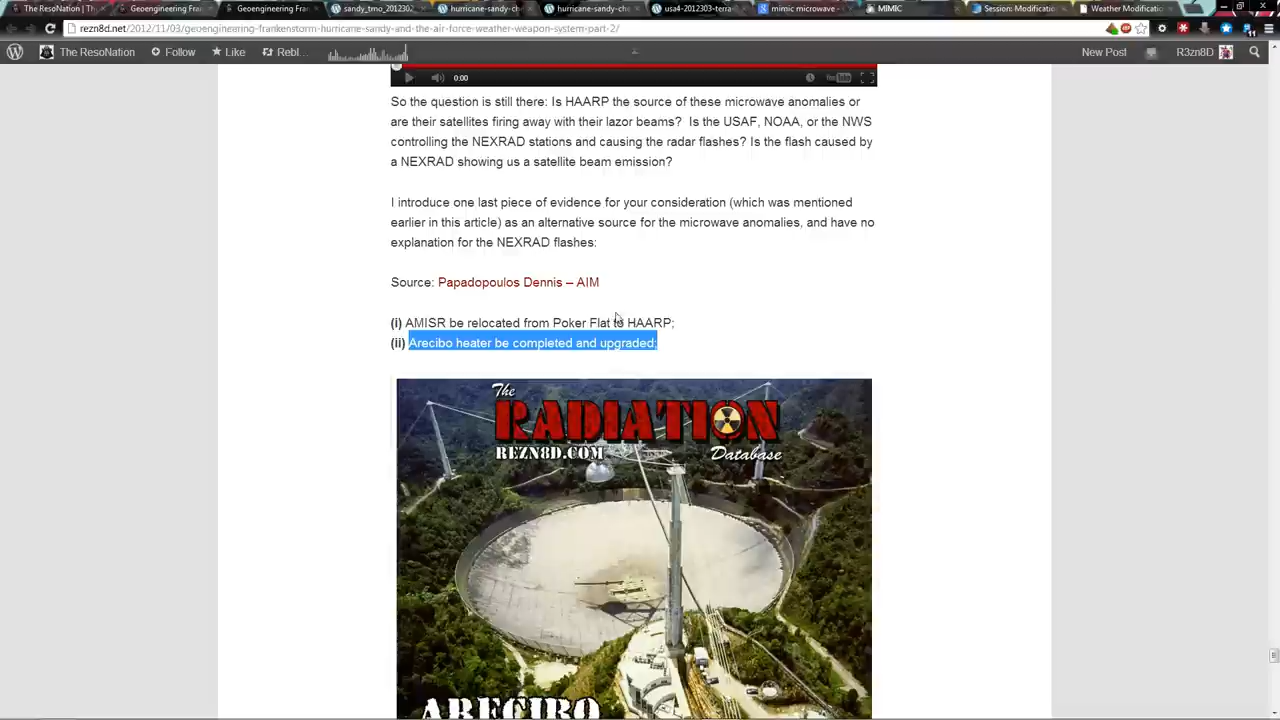 The ResoNation | Th
Geoengineering Fra
Geoengineering Fran
sandy_tmo_201230
hurricane-sandy-ch
hurricane-sandy-cho
usa4-2012303-terra
mimic microwave -
MIMIC
Session: Modificatio
Weather Modificatio
rezn8d.net/2012/11/03/geoengineering-frankenstorm-hurricane-sandy-and-the-air-force-weather-weapon-system-part-2/
The ResoNation Follow Like Rebl... New Post R3zn8D
0:00 You Tube
So the question is still there: Is HAARP the source of these microwave anomalies or
are their satellites firing away with their lazor beams?  Is the USAF, NOAA, or the NWS
controlling the NEXRAD stations and causing the radar flashes? Is the flash caused by
a NEXRAD showing us a satellite beam emission?
I introduce one last piece of evidence for your consideration (which was mentioned
earlier in this article) as an alternative source for the microwave anomalies, and have no
explanation for the NEXRAD flashes:
Source: Papadopoulos Dennis – AIM
(i) AMISR be relocated from Poker Flat to HAARP;
(ii) Arecibo heater be completed and upgraded;
The
RADIATION
REZN8D.COM Database
ARECIBO